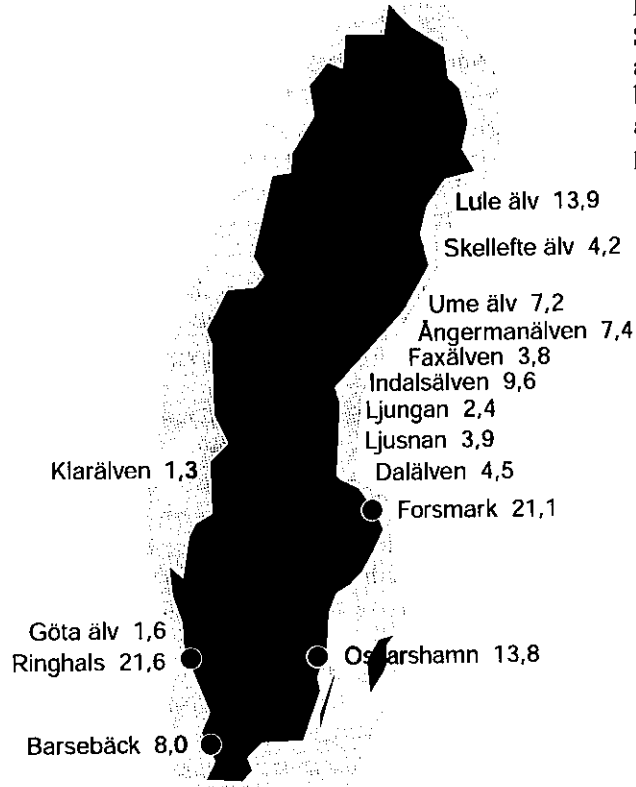 Lule älv 13,9
Skellefte älv 4,2
Ume älv 7,2
Ångermanälven 7,4
Faxälven 3,8
Indalsälven 9,6
Ljungan 2,4
Ljusnan 3,9
Klarälven 1,3
Dalälven 4,5
Forsmark 21,1
Göta älv 1,6
Ringhals 21,6
Oskarshamn 13,8
Barsebäck 8,0